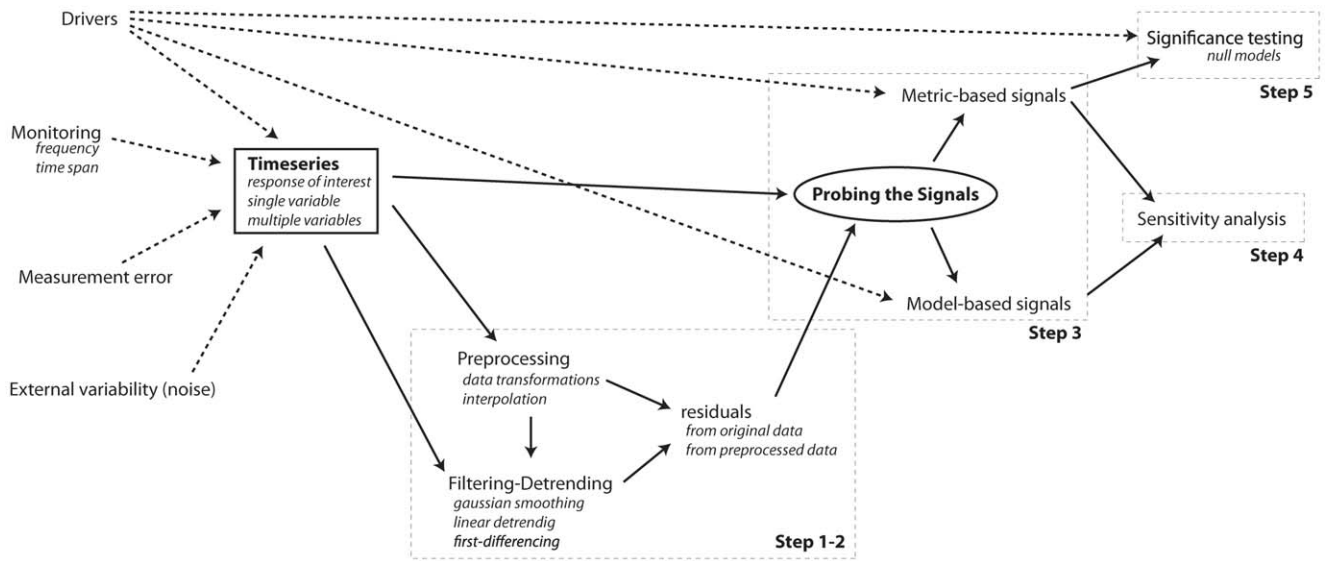 Drivers
Significance testing
null models
Step 5
Metric-based signals
Monitoring
frequency
time span
Timeseries
response of interest
single variable
multiple variables
Probing the Signals
Sensitivity analysis
Step 4
Measurement error
Model-based signals
Step 3
External variability (noise)
Preprocessing
data transformations
interpolation
residuals
from original data
from preprocessed data
Filtering-Detrending
gaussian smoothing
linear detrendig
first-differencing
Step 1-2